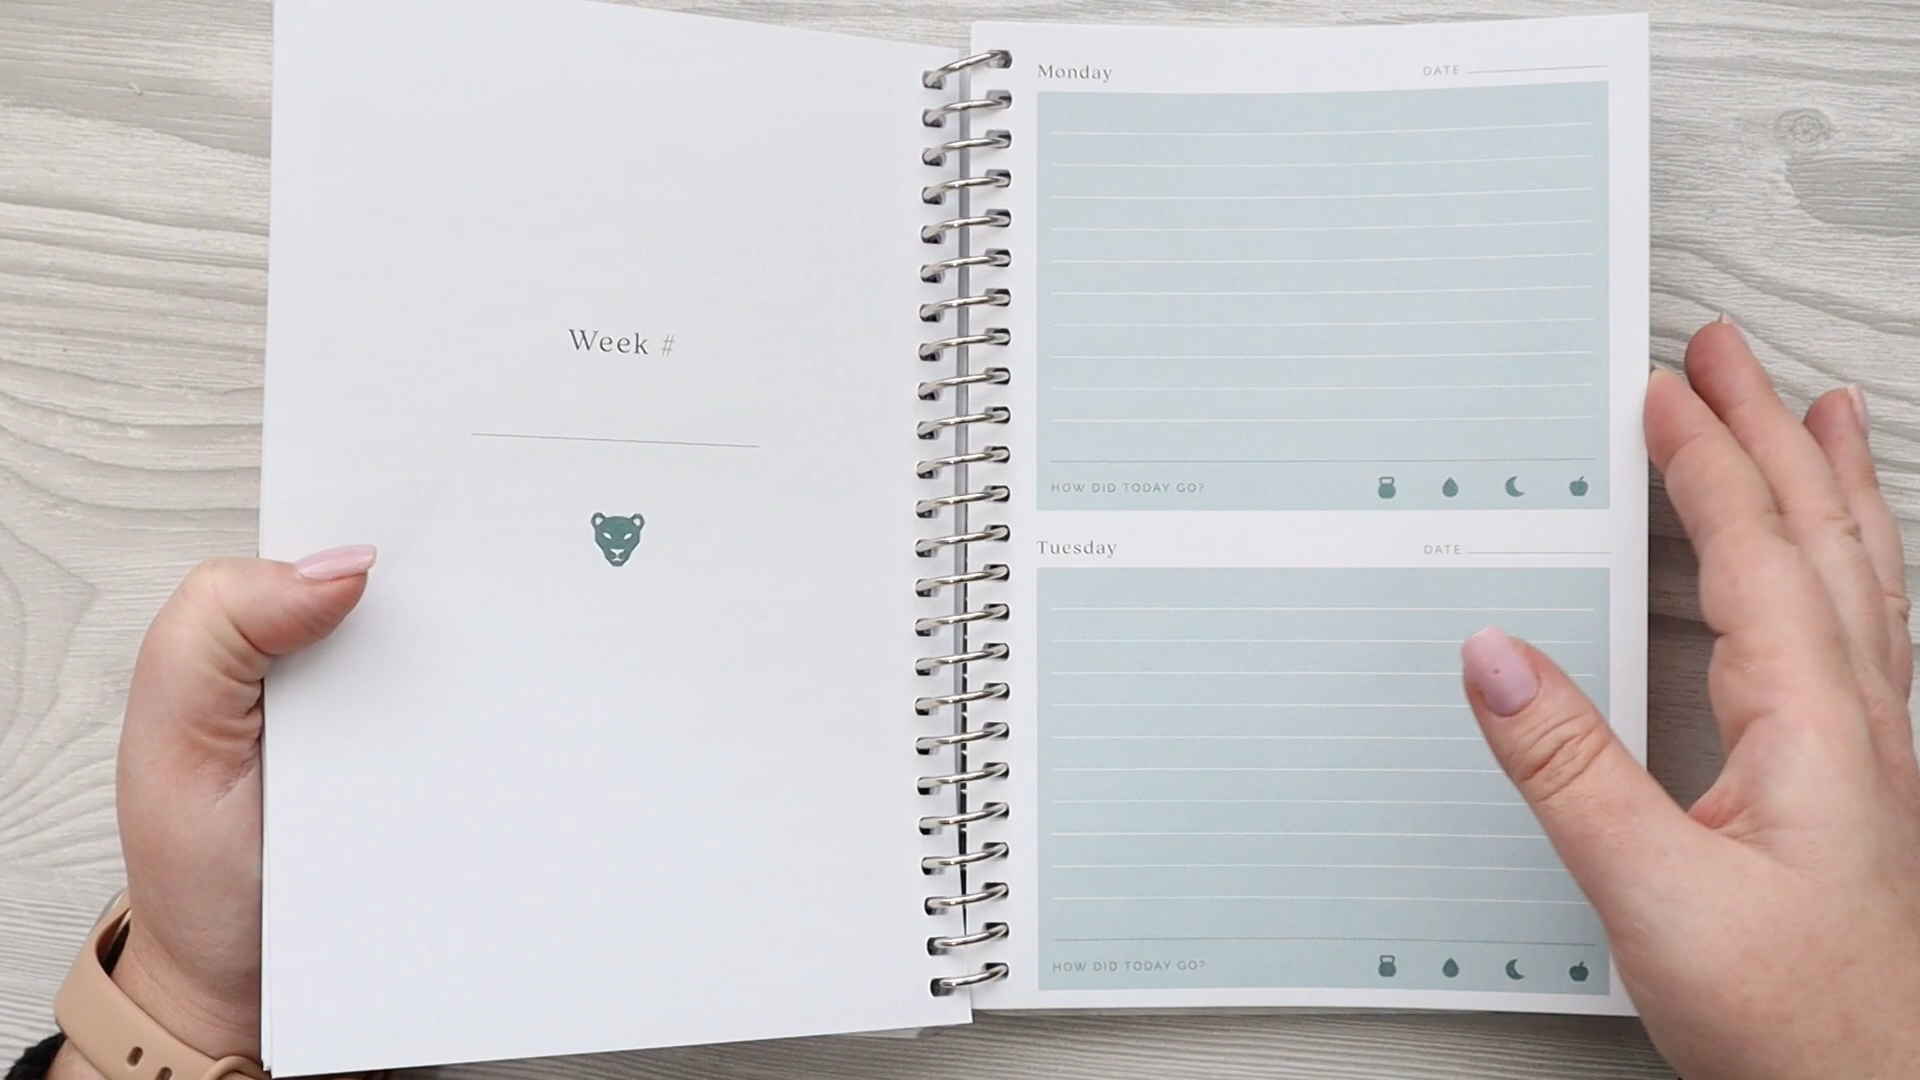 Week #
Monday
DATE
HOW DID TODAY GO?
Tuesday
DATE
HOW DID TODAY GO?